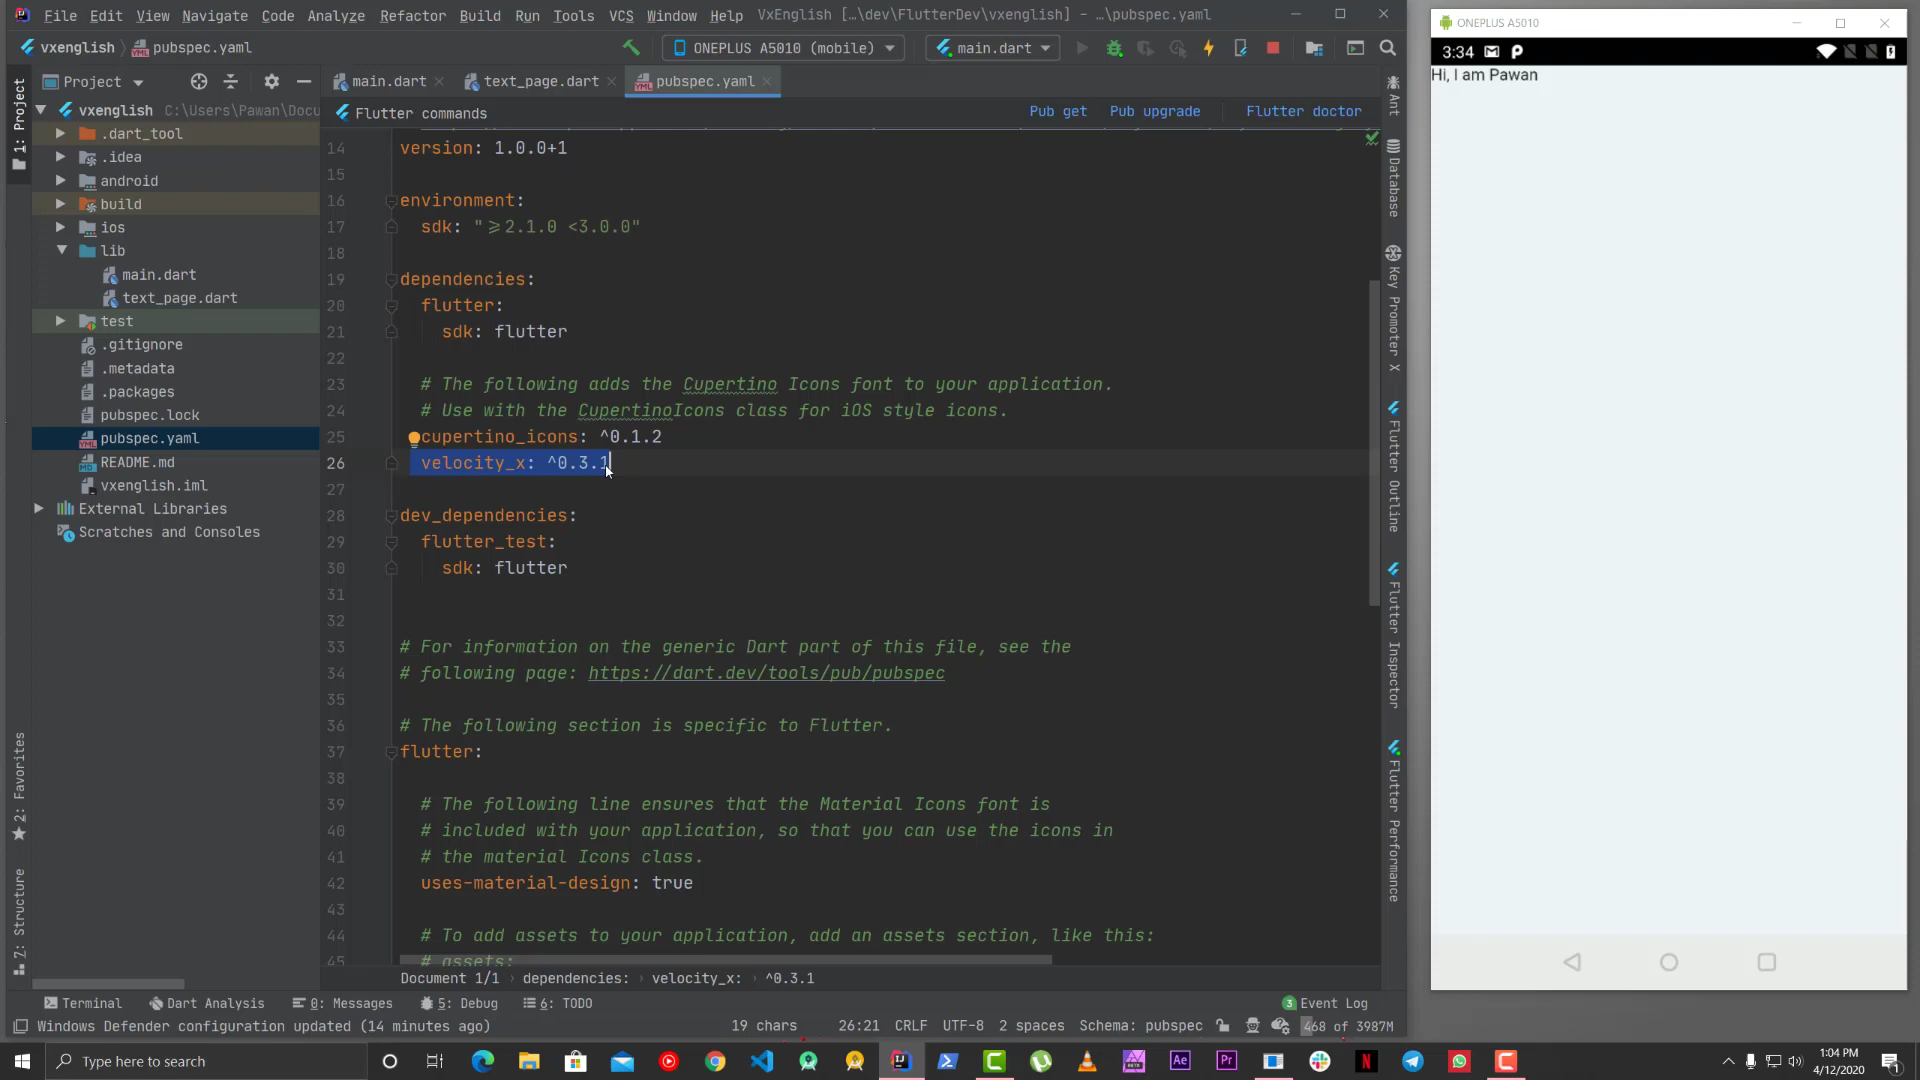 File Edit View Navigate Code Analyze Refactor Build Run Tools VCS Window Help VxEnglish […\dev\FlutterDev\vxenglish] - …\pubspec.yaml
ONEPLUS A5010
vxenglish pubspec.yaml ONEPLUS A5010 (mobile) main.dart
3:34
Hi, I am Pawan
Project main.dart text_page.dart pubspec.yaml
vxenglish C:\Users\Pawan\Docu
Flutter commands Pub get Pub upgrade Flutter doctor
.dart_tool
.idea
android
build
ios
lib
main.dart
text_page.dart
test
.gitignore
.metadata
.packages
pubspec.lock
pubspec.yaml
README.md
vxenglish.iml
External Libraries
Scratches and Consoles
14 version: 1.0.0+1
15
16 environment:
17 sdk: "⩾2.1.0 <3.0.0"
18
19 dependencies:
20 flutter:
21 sdk: flutter
22
23 # The following adds the Cupertino Icons font to your application.
24 # Use with the CupertinoIcons class for iOS style icons.
25 cupertino_icons: ^0.1.2
26 velocity_x: ^0.3.1
27
28 dev_dependencies:
29 flutter_test:
30 sdk: flutter
31
32
33 # For information on the generic Dart part of this file, see the
34 # following page: https://dart.dev/tools/pub/pubspec
35
36 # The following section is specific to Flutter.
37 flutter:
38
39 # The following line ensures that the Material Icons font is
40 # included with your application, so that you can use the icons in
41 # the material Icons class.
42 uses-material-design: true
43
44 # To add assets to your application, add an assets section, like this:
45 # assets:
1: Project
2: Favorites
7: Structure
Ant
Database
Key Promoter X
Flutter Outline
Flutter Inspector
Flutter Performance
Document 1/1 › dependencies: › velocity_x: › ^0.3.1
Terminal Dart Analysis 0: Messages 5: Debug 6: TODO 3 Event Log
Windows Defender configuration updated (14 minutes ago) 19 chars 26:21 CRLF UTF-8 2 spaces Schema: pubspec 468 of 3987M
Type here to search
1:04 PM
4/12/2020